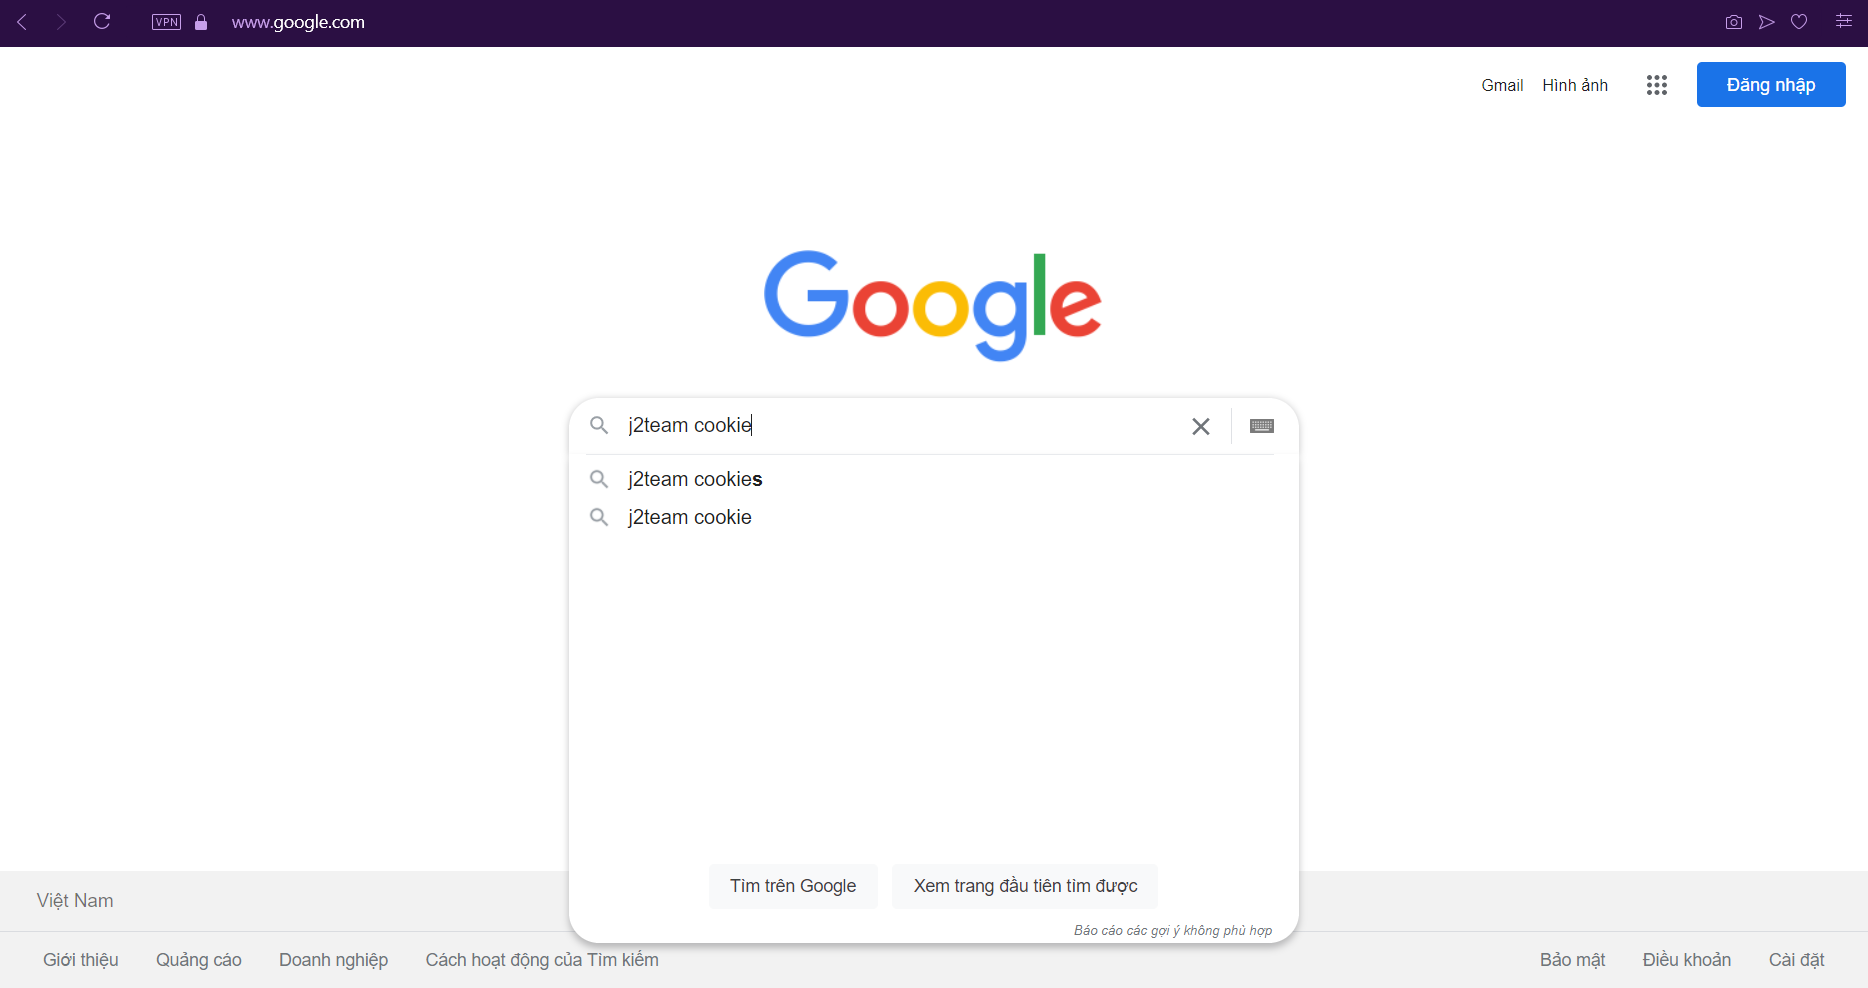 VPN www.google.com
Gmail Hình ảnh Đăng nhập
Google
j2team cookie
j2team cookies
j2team cookie
Tìm trên Google Xem trang đầu tiên tìm được
Báo cáo các gợi ý không phù hợp
Việt Nam
Giới thiệu Quảng cáo Doanh nghiệp Cách hoạt động của Tìm kiếm Bảo mật Điều khoản Cài đặt